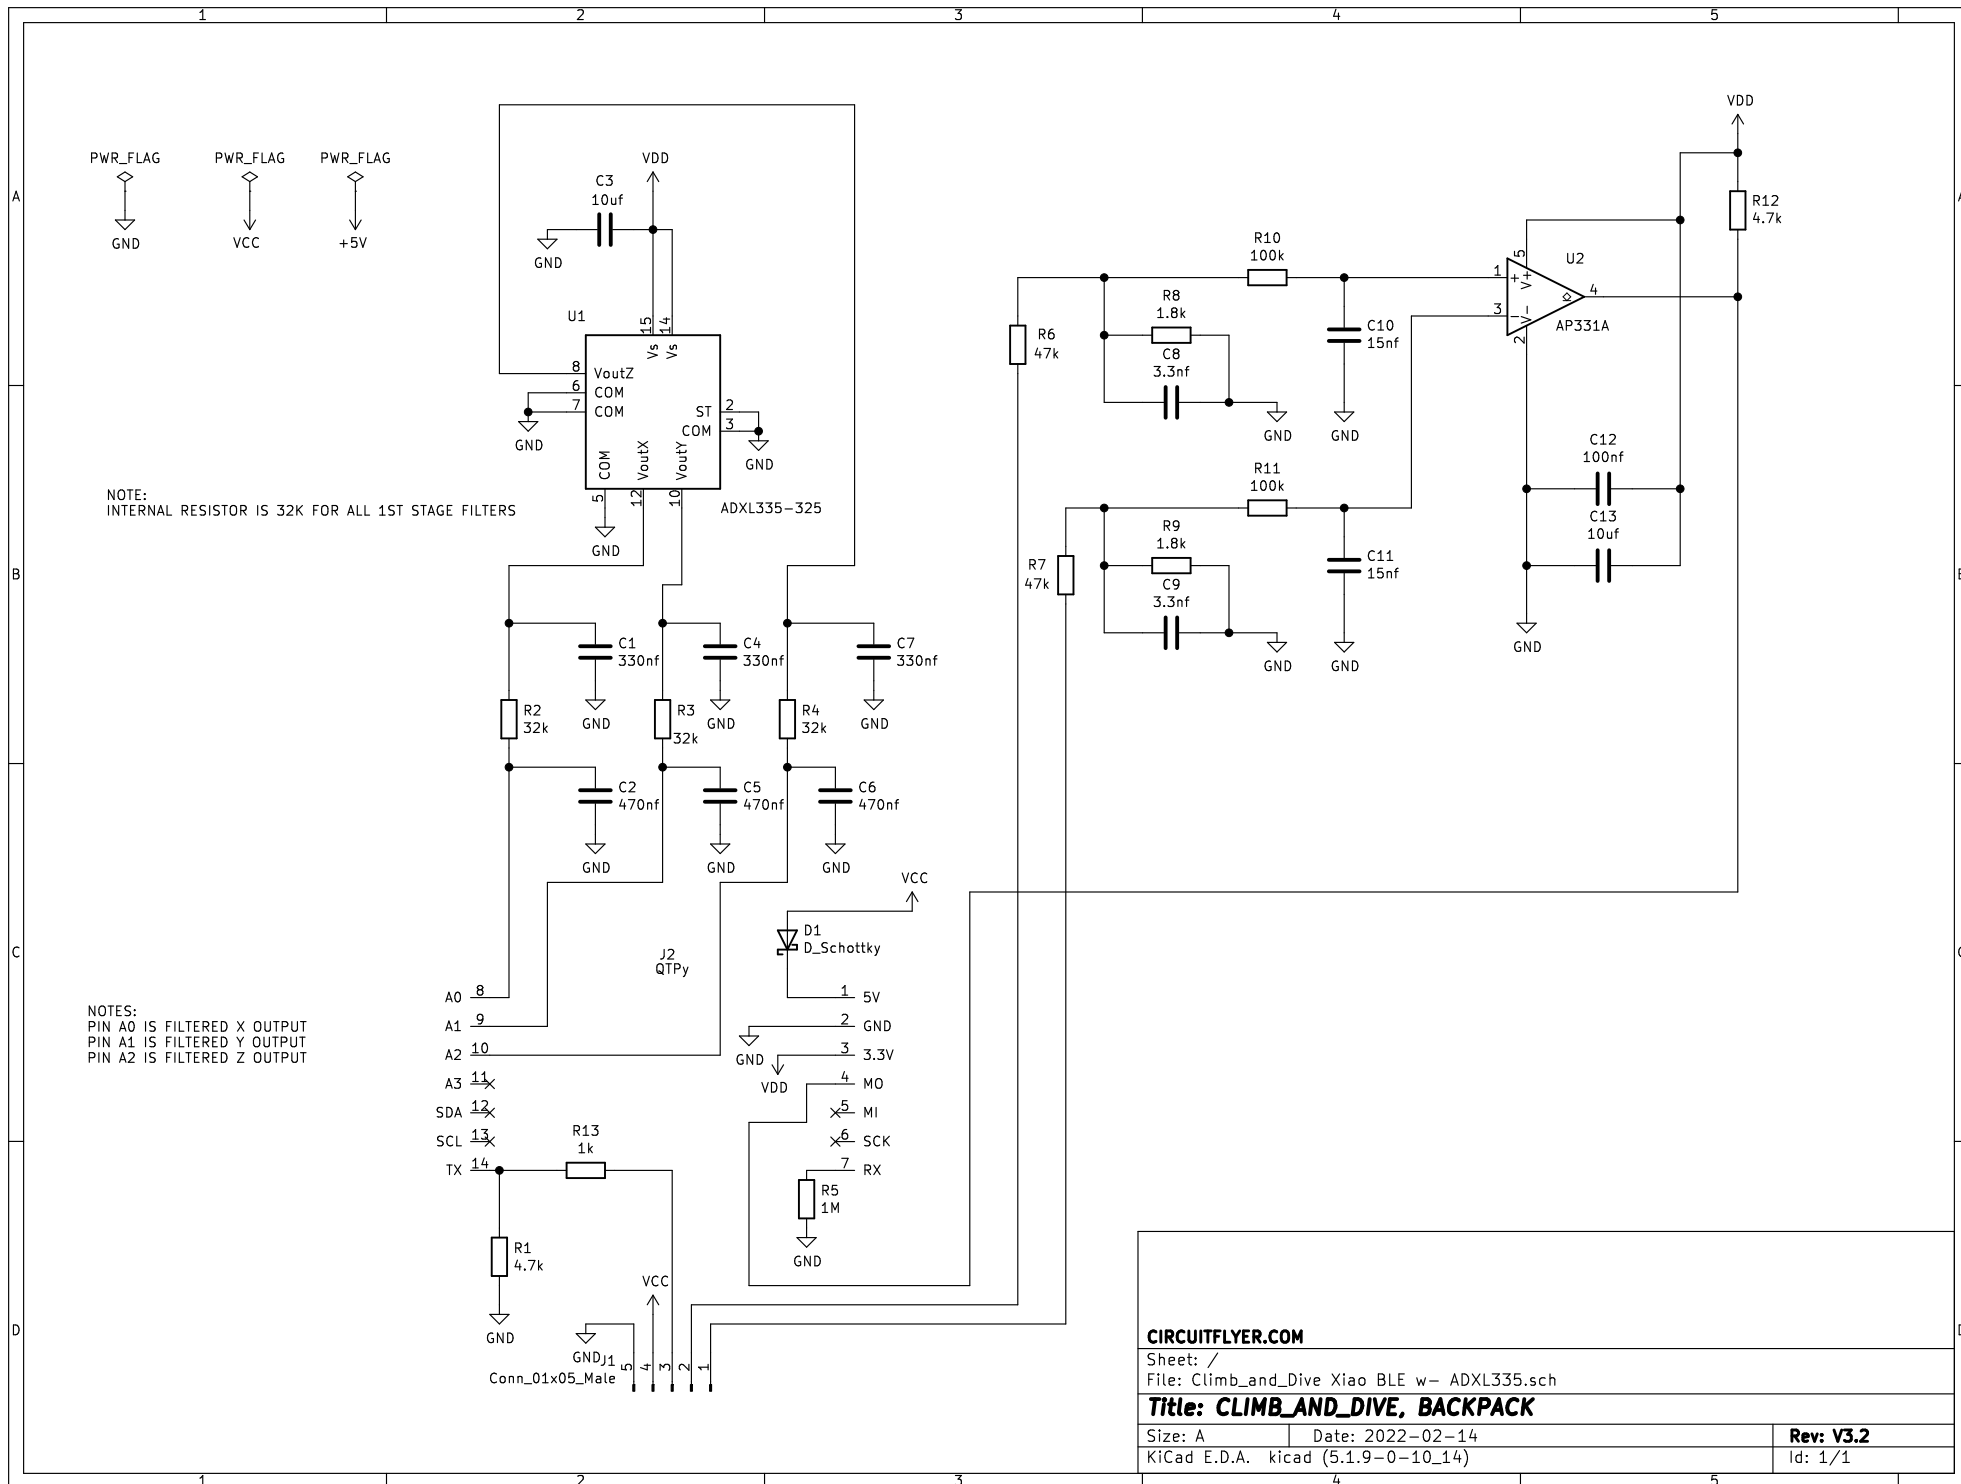 1 2 3 4 5
VDD
PWR_FLAG PWR_FLAG PWR_FLAG
VDD
C3
10uf
A
R12
4.7k
GND VCC +5V
GND
R10
100k
U2
5
1 + V+
4
R8
1.8k
3 - V-
2
AP331A
C10
15nf
U1
15 14
Vs Vs
R6
47k
C8
3.3nf
8 VoutZ
6 COM
7 COM
ST 2
COM 3
GND
GND
GND GND
COM VoutX VoutY
5 12 10
C12
100nf
R11
100k
NOTE:
INTERNAL RESISTOR IS 32K FOR ALL 1ST STAGE FILTERS
ADXL335-325
C13
10uf
R9
1.8k
GND
R7
47k
C9
3.3nf
C11
15nf
B
C1
330nf
C4
330nf
C7
330nf
GND GND GND
R2
32k
R3
32k
R4
32k
GND GND GND
C2
470nf
C5
470nf
C6
470nf
GND GND GND
VCC
D1
D_Schottky
C
J2
QTPy
A0 8
A1 9
A2 10
A3 11
SDA 12
SCL 13
TX 14
1 5V
2 GND
3 3.3V
4 MO
5 MI
6 SCK
7 RX
GND
VDD
NOTES:
PIN A0 IS FILTERED X OUTPUT
PIN A1 IS FILTERED Y OUTPUT
PIN A2 IS FILTERED Z OUTPUT
R13
1k
R5
1M
GND
R1
4.7k
GND
VCC
D
GND
J1
Conn_01x05_Male
5 4 3 2 1
CIRCUITFLYER.COM
Sheet: /
File: Climb_and_Dive Xiao BLE w- ADXL335.sch
Title: CLIMB_AND_DIVE, BACKPACK
Size: A Date: 2022-02-14 Rev: V3.2
KiCad E.D.A. kicad (5.1.9-0-10_14) Id: 1/1
1 2 3 4 5